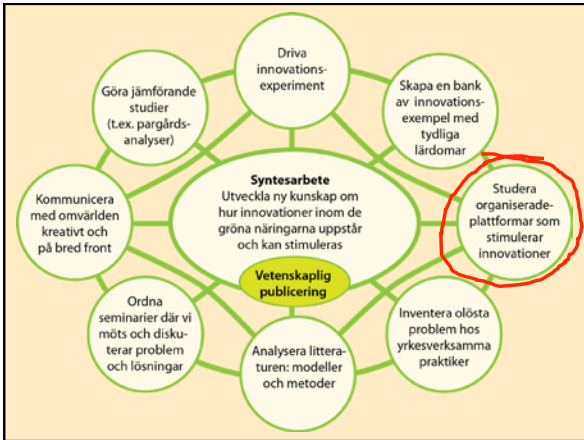 Driva
innovations-
experiment
Göra jämförande
studier
(t.ex. pargårds-
analyser)
Skapa en bank
av innovations-
exempel med
tydliga
lärdomar
Syntesarbete
Utveckla ny kunskap om
hur innovationer inom de
gröna näringarna uppstår
och kan stimuleras
Vetenskaplig
publicering
Kommunicera
med omvärlden
kreativt och
på bred front
Studera
organiserade-
plattformar som
stimulerar
innovationer
Ordna
seminarier där vi
möts och disku-
terar problem
och lösningar
Analysera littera-
turen: modeller
och metoder
Inventera olösta
problem hos
yrkesverksamma
praktiker